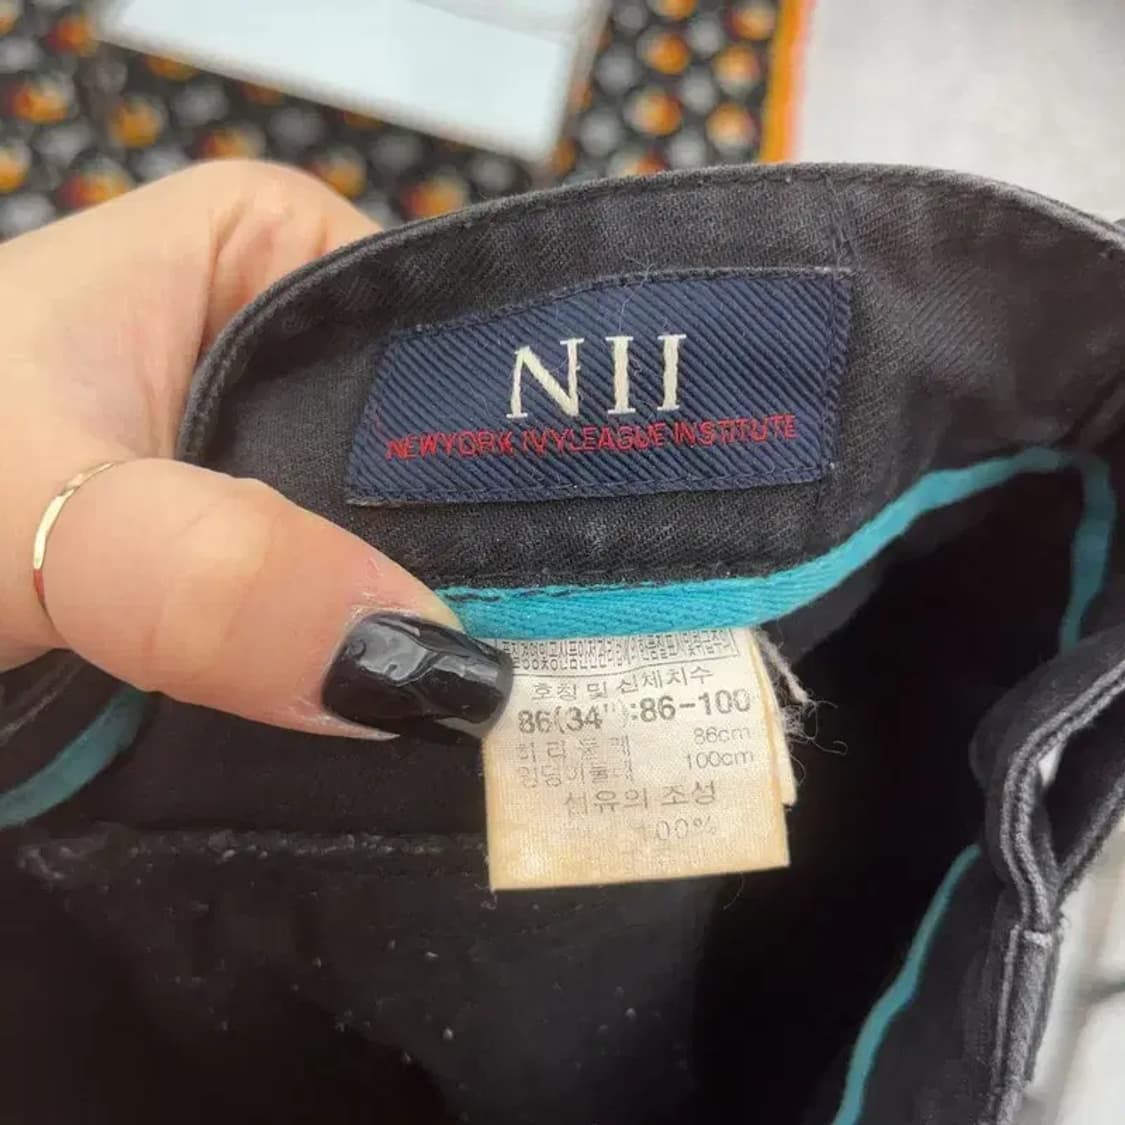 NII
NEWYORK IVYLEAGUE INSTITUTE
호칭 및 신체치수
86(34"):86-100
허리둘레 86cm
엉덩이둘레 100cm
섬유의 조성
100%